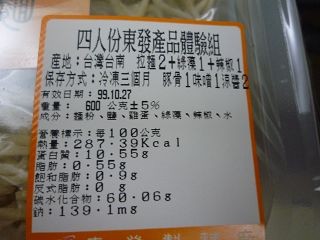 四人份東發產品體驗組
產地:台灣台南 拉麵2+綠藻1+辣椒1
保存方式:冷凍三個月 豚骨1味噌1涼醬2
有效日期 99.10.27
重量: 600 公克±5%
成分:麵粉、鹽、雞蛋、綠藻、辣椒、水
營養標示:每100公克
熱量:287.39Kcal
蛋白質:10.55g
脂肪:0.55g
飽和脂肪:0.9g
反式脂肪:0 g
碳水化合物:60.06g
鈉:139.1mg